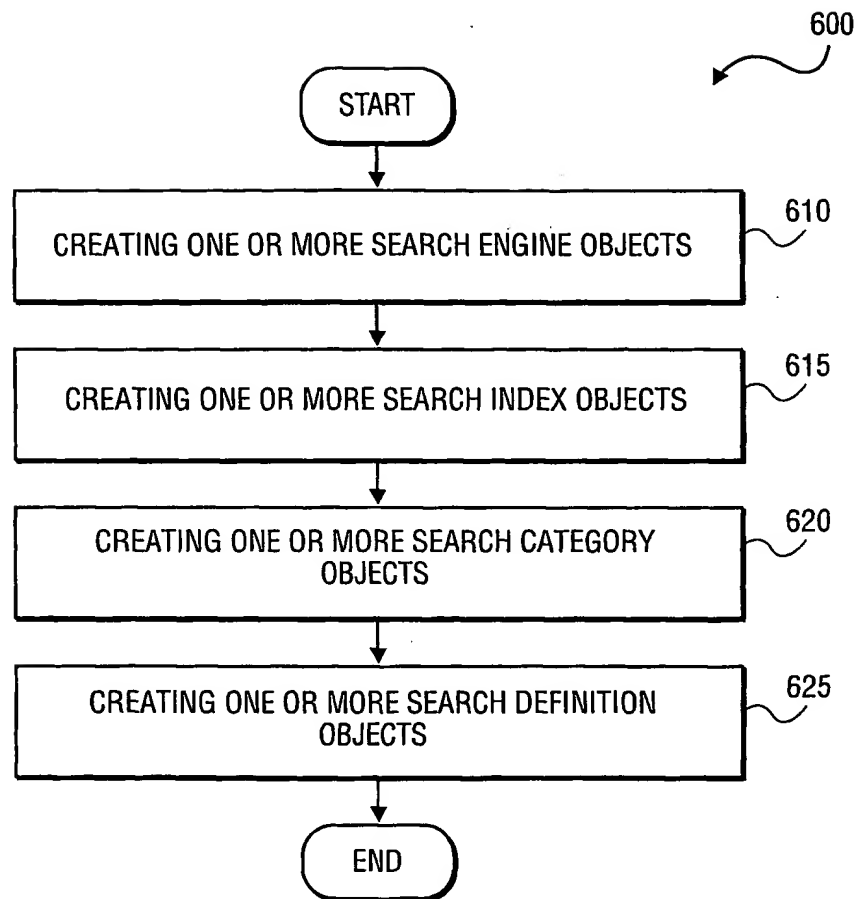 600
START
CREATING ONE OR MORE SEARCH ENGINE OBJECTS
610
CREATING ONE OR MORE SEARCH INDEX OBJECTS
615
CREATING ONE OR MORE SEARCH CATEGORY
OBJECTS
620
CREATING ONE OR MORE SEARCH DEFINITION
OBJECTS
625
END